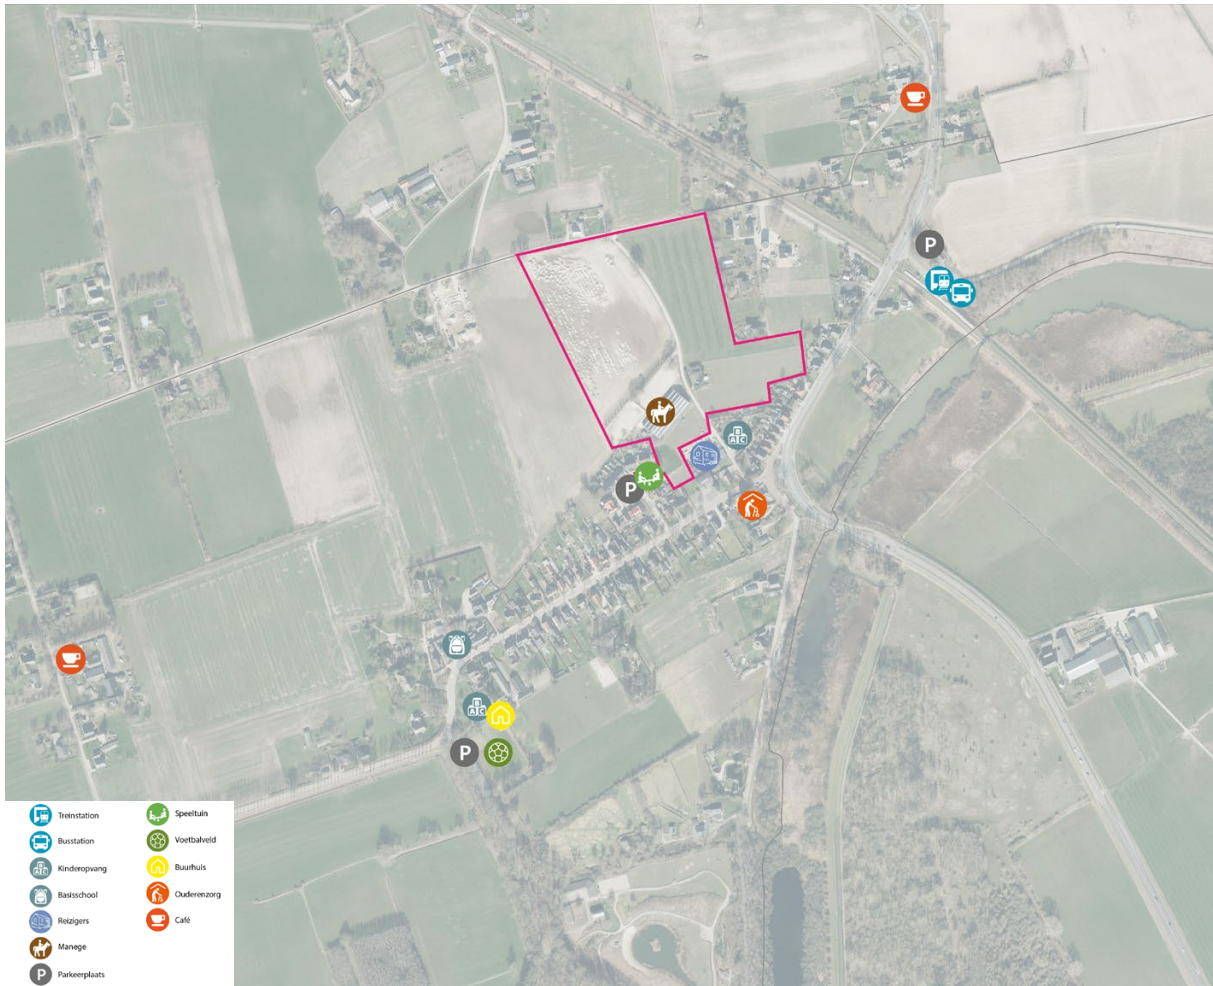 P
P
P
Treinstation
Busstation
Kinderopvang
Basisschool
Reizigers
Manege
P Parkeerplaats
Speeltuin
Voetbalveld
Buurhuis
Ouderenzorg
Café